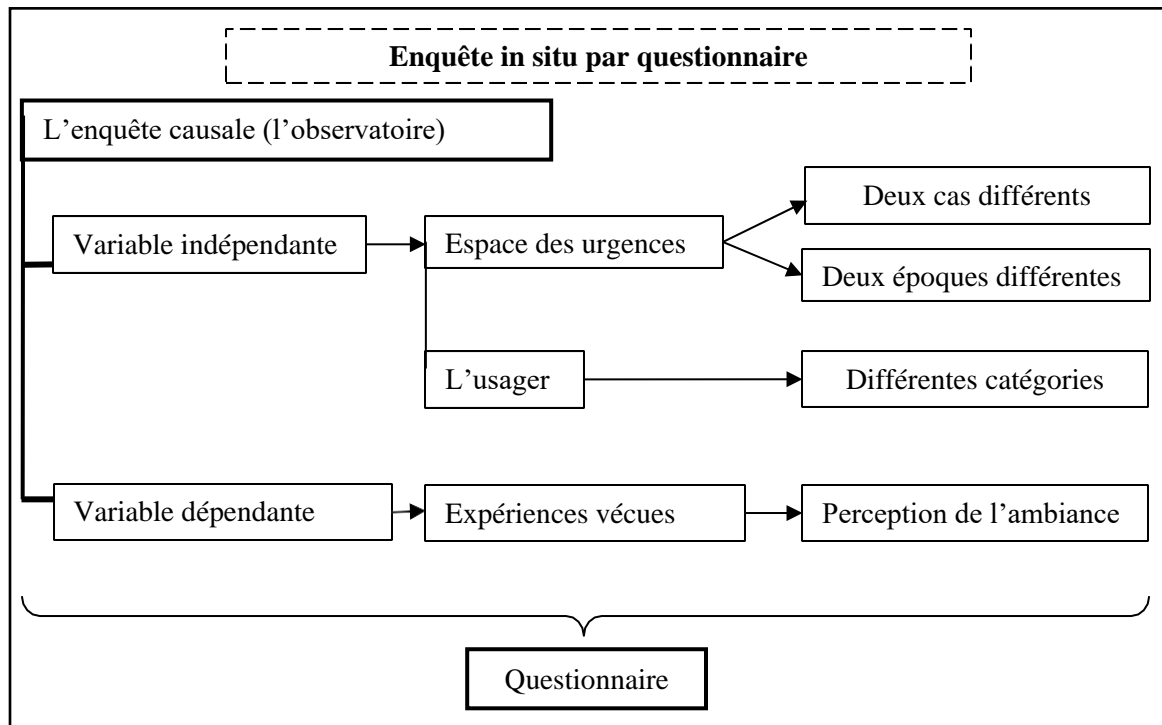 Enquête in situ par questionnaire
L’enquête causale (l’observatoire)
Deux cas différents
Variable indépendante
Espace des urgences
Deux époques différentes
L’usager
Différentes catégories
Variable dépendante
Expériences vécues
Perception de l’ambiance
Questionnaire